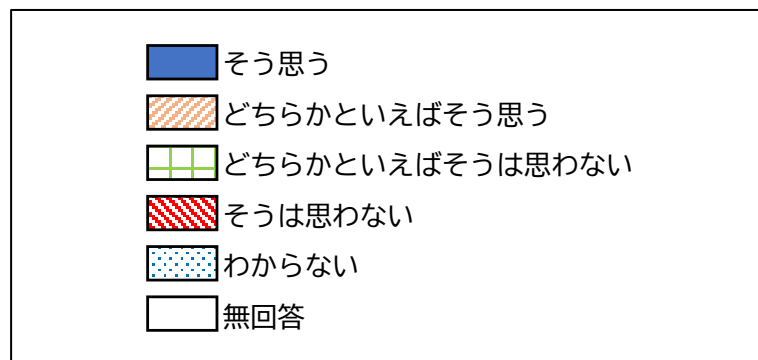 そう思う
どちらかといえばそう思う
どちらかといえばそうは思わない
そうは思わない
わからない
無回答